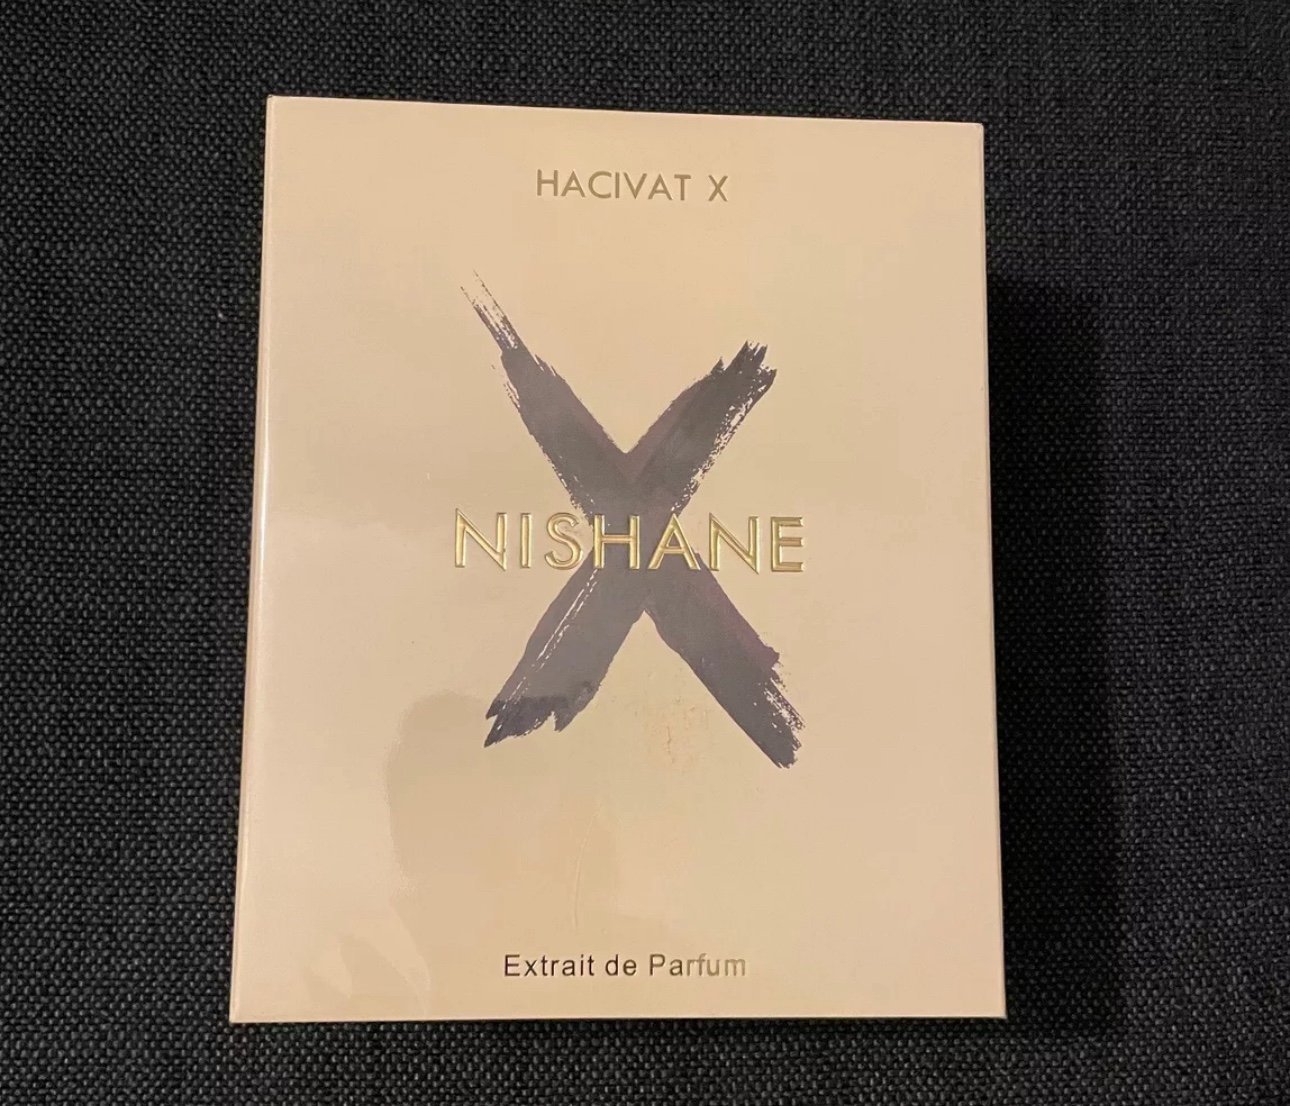 HACIVAT X
NISHANE
Extrait de Parfum